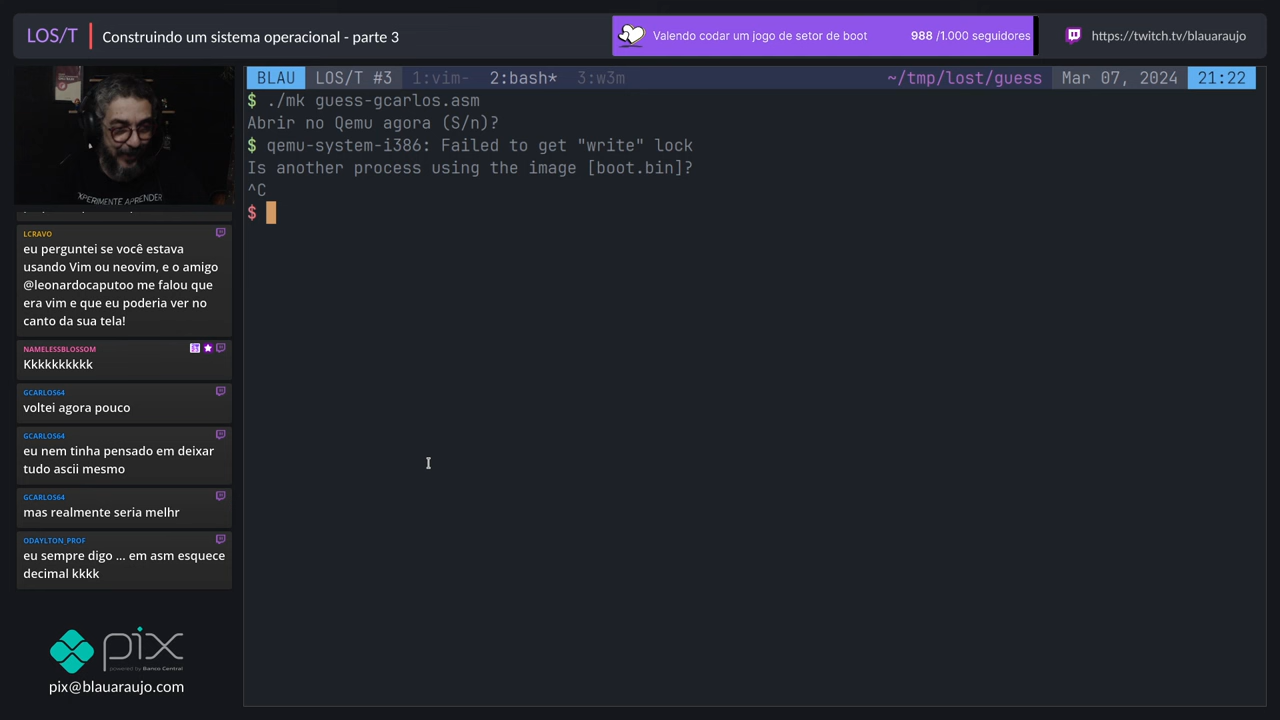 LOS/T
Construindo um sistema operacional - parte 3
Valendo codar um jogo de setor de boot
988 /1.000 seguidores
https://twitch.tv/blauaraujo
BLAU LOS/T #3 1:vim- 2:bash* 3:w3m ~/tmp/lost/guess Mar 07, 2024 21:22
$ ./mk guess-gcarlos.asm
Abrir no Qemu agora (S/n)?
$ qemu-system-i386: Failed to get "write" lock
Is another process using the image [boot.bin]?
^C
$
XPERIMENTE APRENDER
LCRAVO
eu perguntei se você estava
usando Vim ou neovim, e o amigo
@leonardocaputoo me falou que
era vim e que eu poderia ver no
canto da sua tela!
NAMELESSBLOSSOM
Kkkkkkkkkk
GCARLOS64
voltei agora pouco
GCARLOS64
eu nem tinha pensado em deixar
tudo ascii mesmo
GCARLOS64
mas realmente seria melhr
ODAYLTON_PROF
eu sempre digo ... em asm esquece
decimal kkkk
pix
powered by Banco Central
pix@blauaraujo.com